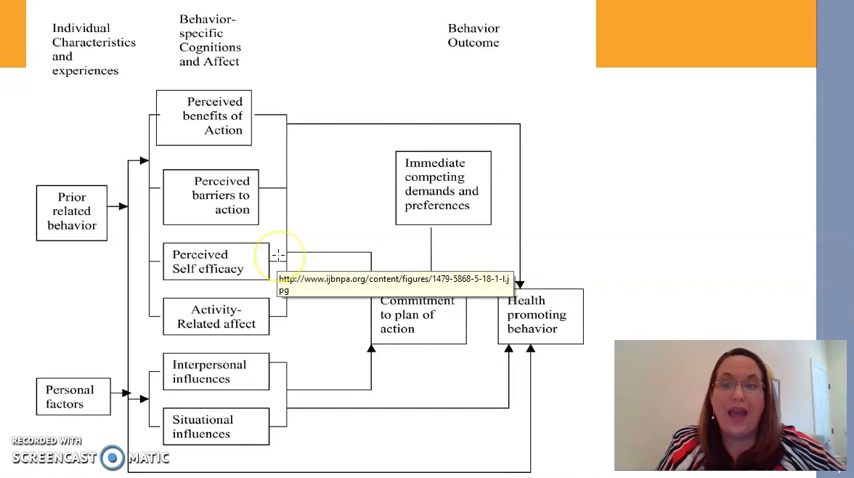 Individual
Characteristics
and
experiences
Behavior-
specific
Cognitions
and Affect
Behavior
Outcome
Perceived
benefits of
Action
Immediate
competing
demands and
preferences
Perceived
barriers to
action
Prior
related
behavior
Perceived
Self efficacy
http://www.ijbnpa.org/content/figures/1479-5868-5-18-1-l.j
pg
Commitment
to plan of
action
Health
promoting
behavior
Activity-
Related affect
Interpersonal
influences
Personal
factors
Situational
influences
RECORDED WITH
SCREENCAST MATIC